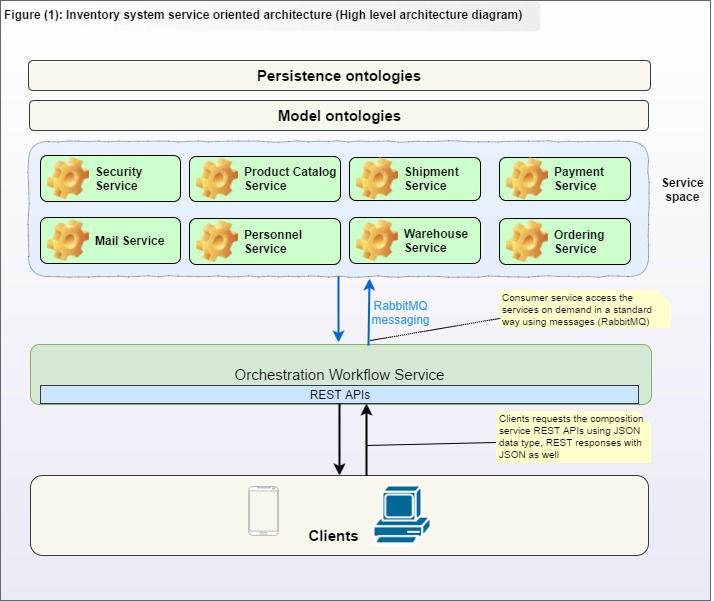 Figure (1): Inventory system service oriented architecture (High level architecture diagram)
Persistence ontologies
Model ontologies
Security
Service
Product Catalog
Service
Shipment
Service
Payment
Service
Service
space
Mail Service
Personnel
Service
Warehouse
Service
Ordering
Service
RabbitMQ
messaging
Consumer service access the
services on demand in a standard
way using messages (RabbitMQ)
Orchestration Workflow Service
REST APIs
Clients requests the composition
service REST APIs using JSON
data type, REST responses with
JSON as well
Clients